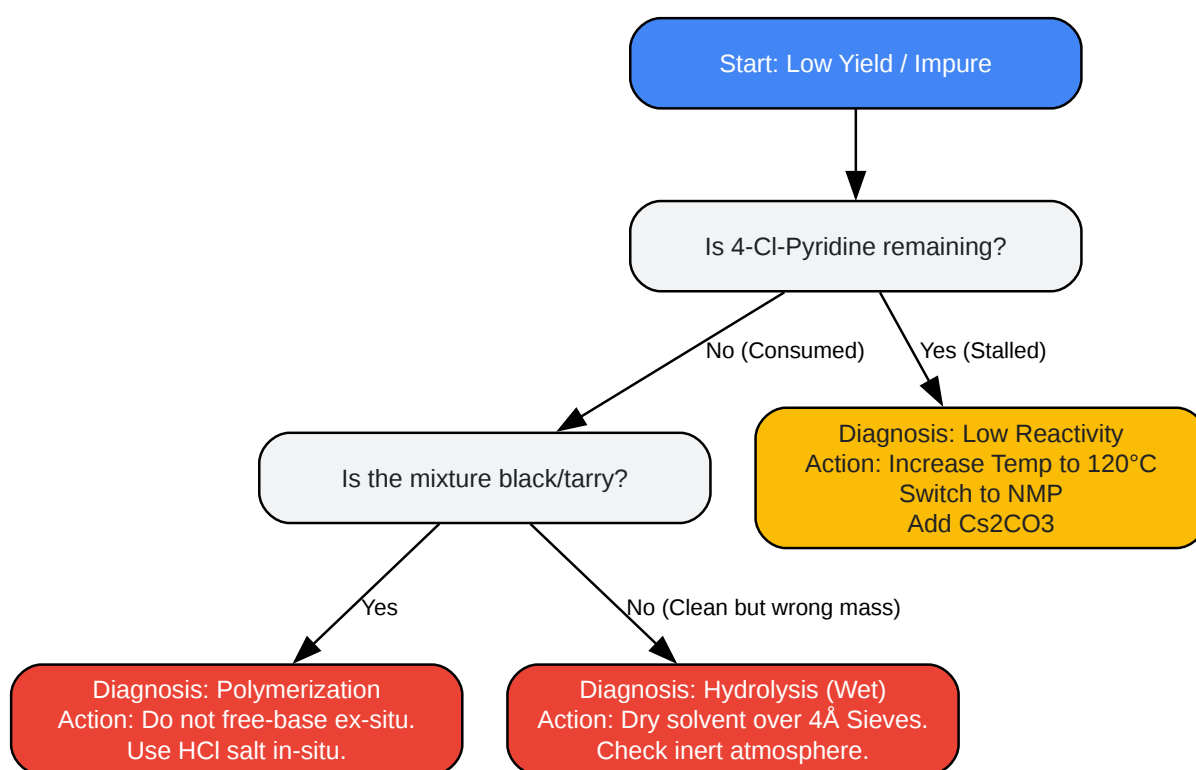 Start: Low Yield / Impure
Is 4-Cl-Pyridine remaining?
No (Consumed)
Yes (Stalled)
Diagnosis: Low Reactivity
Action: Increase Temp to 120°C
Switch to NMP
Add Cs2CO3
Is the mixture black/tarry?
Yes
No (Clean but wrong mass)
Diagnosis: Polymerization
Action: Do not free-base ex-situ.
Use HCl salt in-situ.
Diagnosis: Hydrolysis (Wet)
Action: Dry solvent over 4Å Sieves.
Check inert atmosphere.